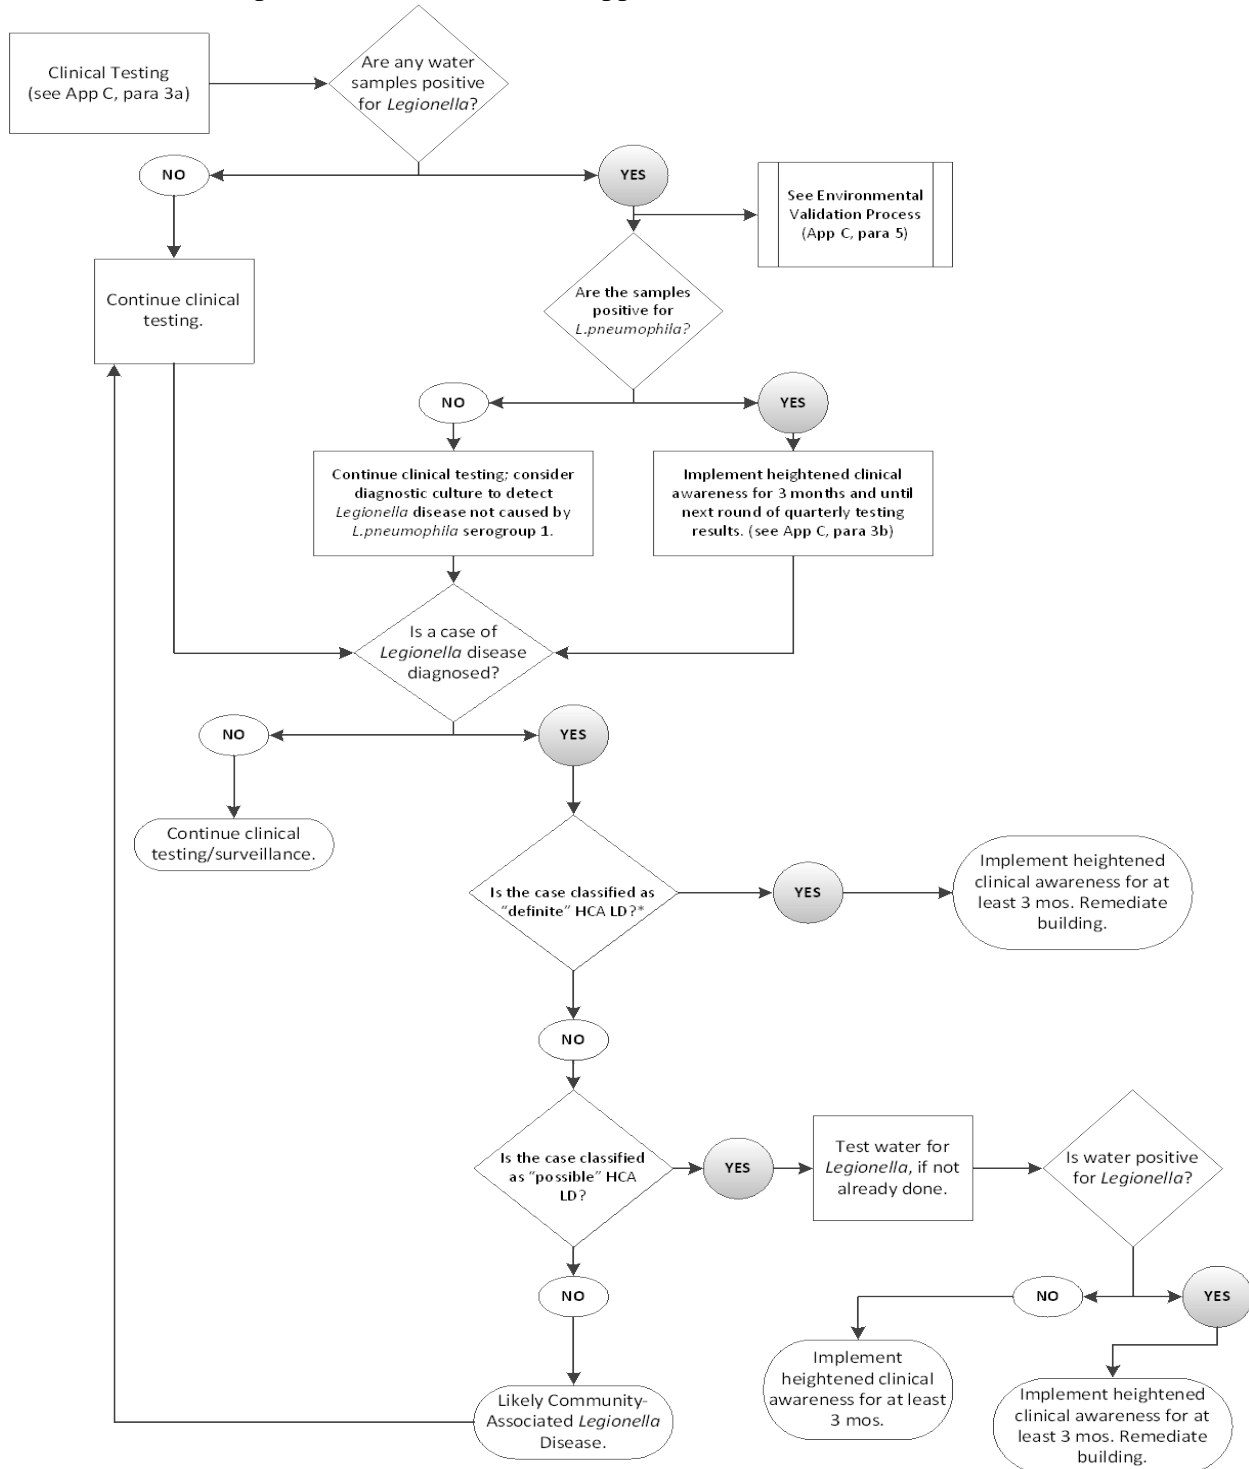 Clinical Testing
(see App C, para 3a)
Are any water
samples positive
for Legionella?
NO
YES
See Environmental
Validation Process
(App C, para 5)
Continue clinical
testing.
Are the samples
positive for
L.pneumophila?
NO
YES
Continue clinical testing; consider
diagnostic culture to detect
Legionella disease not caused by
L.pneumophila serogroup 1.
Implement heightened clinical
awareness for 3 months and until
next round of quarterly testing
results. (see App C, para 3b)
Is a case of
Legionella disease
diagnosed?
NO
YES
Continue clinical
testing/surveillance.
Is the case classified as
“definite” HCA LD?*
YES
Implement heightened
clinical awareness for at
least 3 mos. Remediate
building.
NO
Is the case classified
as “possible” HCA
LD?
YES
Test water for
Legionella, if not
already done.
Is water positive
for Legionella?
NO
NO
YES
Implement
heightened clinical
awareness for at least
3 mos.
Implement heightened
clinical awareness for at
least 3 mos. Remediate
building.
Likely Community-
Associated Legionella
Disease.